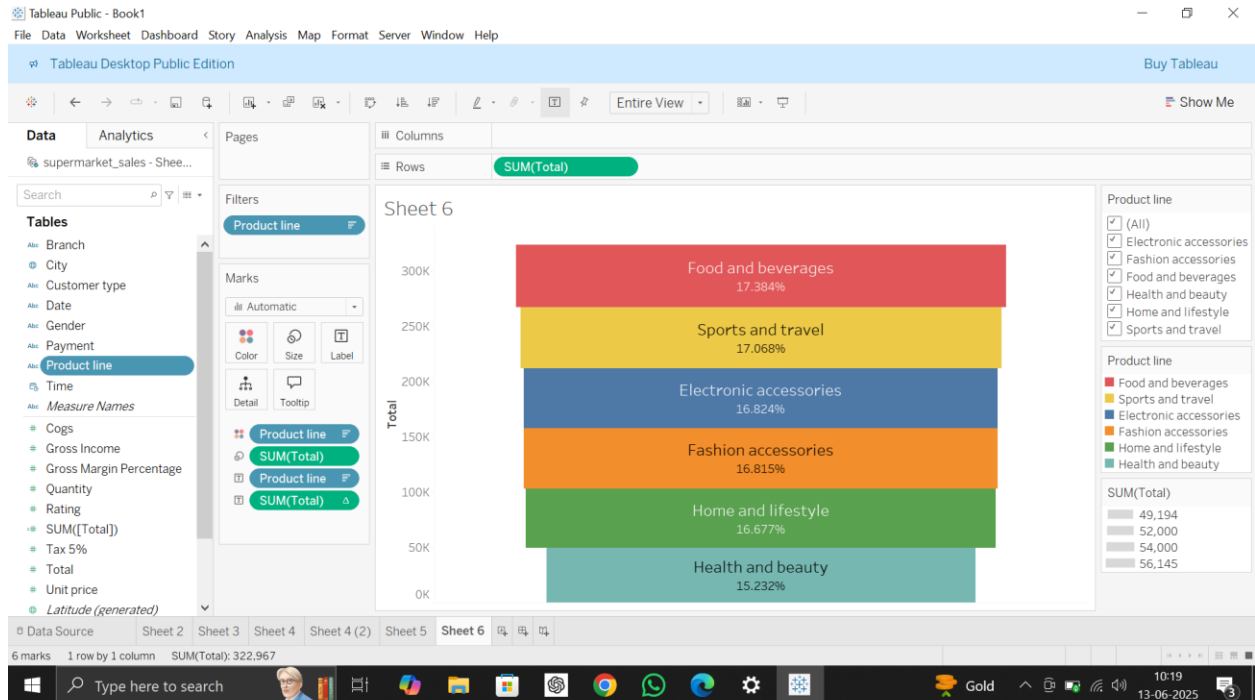 Tableau Public - Book1
File Data Worksheet Dashboard Story Analysis Map Format Server Window Help
Tableau Desktop Public Edition
Buy Tableau
Entire View
Show Me
Data
Analytics
supermarket_sales - Shee...
Search
Tables
Abc Branch
City
Abc Customer type
Abc Date
Abc Gender
Abc Payment
Abc Product line
Time
Abc Measure Names
# Cogs
# Gross Income
# Gross Margin Percentage
# Quantity
# Rating
=# SUM([Total])
# Tax 5%
# Total
# Unit price
Latitude (generated)
Pages
Filters
Product line
Marks
Automatic
Color
Size
Label
Detail
Tooltip
Product line
SUM(Total)
Product line
SUM(Total) Δ
Columns
Rows
SUM(Total)
Sheet 6
Total
300K
250K
200K
150K
100K
50K
0K
Food and beverages
17.384%
Sports and travel
17.068%
Electronic accessories
16.824%
Fashion accessories
16.815%
Home and lifestyle
16.677%
Health and beauty
15.232%
Product line
(All)
Electronic accessories
Fashion accessories
Food and beverages
Health and beauty
Home and lifestyle
Sports and travel
Product line
Food and beverages
Sports and travel
Electronic accessories
Fashion accessories
Home and lifestyle
Health and beauty
SUM(Total)
49,194
52,000
54,000
56,145
Data Source
Sheet 2
Sheet 3
Sheet 4
Sheet 4 (2)
Sheet 5
Sheet 6
6 marks 1 row by 1 column SUM(Total): 322,967
Type here to search
Gold
10:19
13-06-2025
3